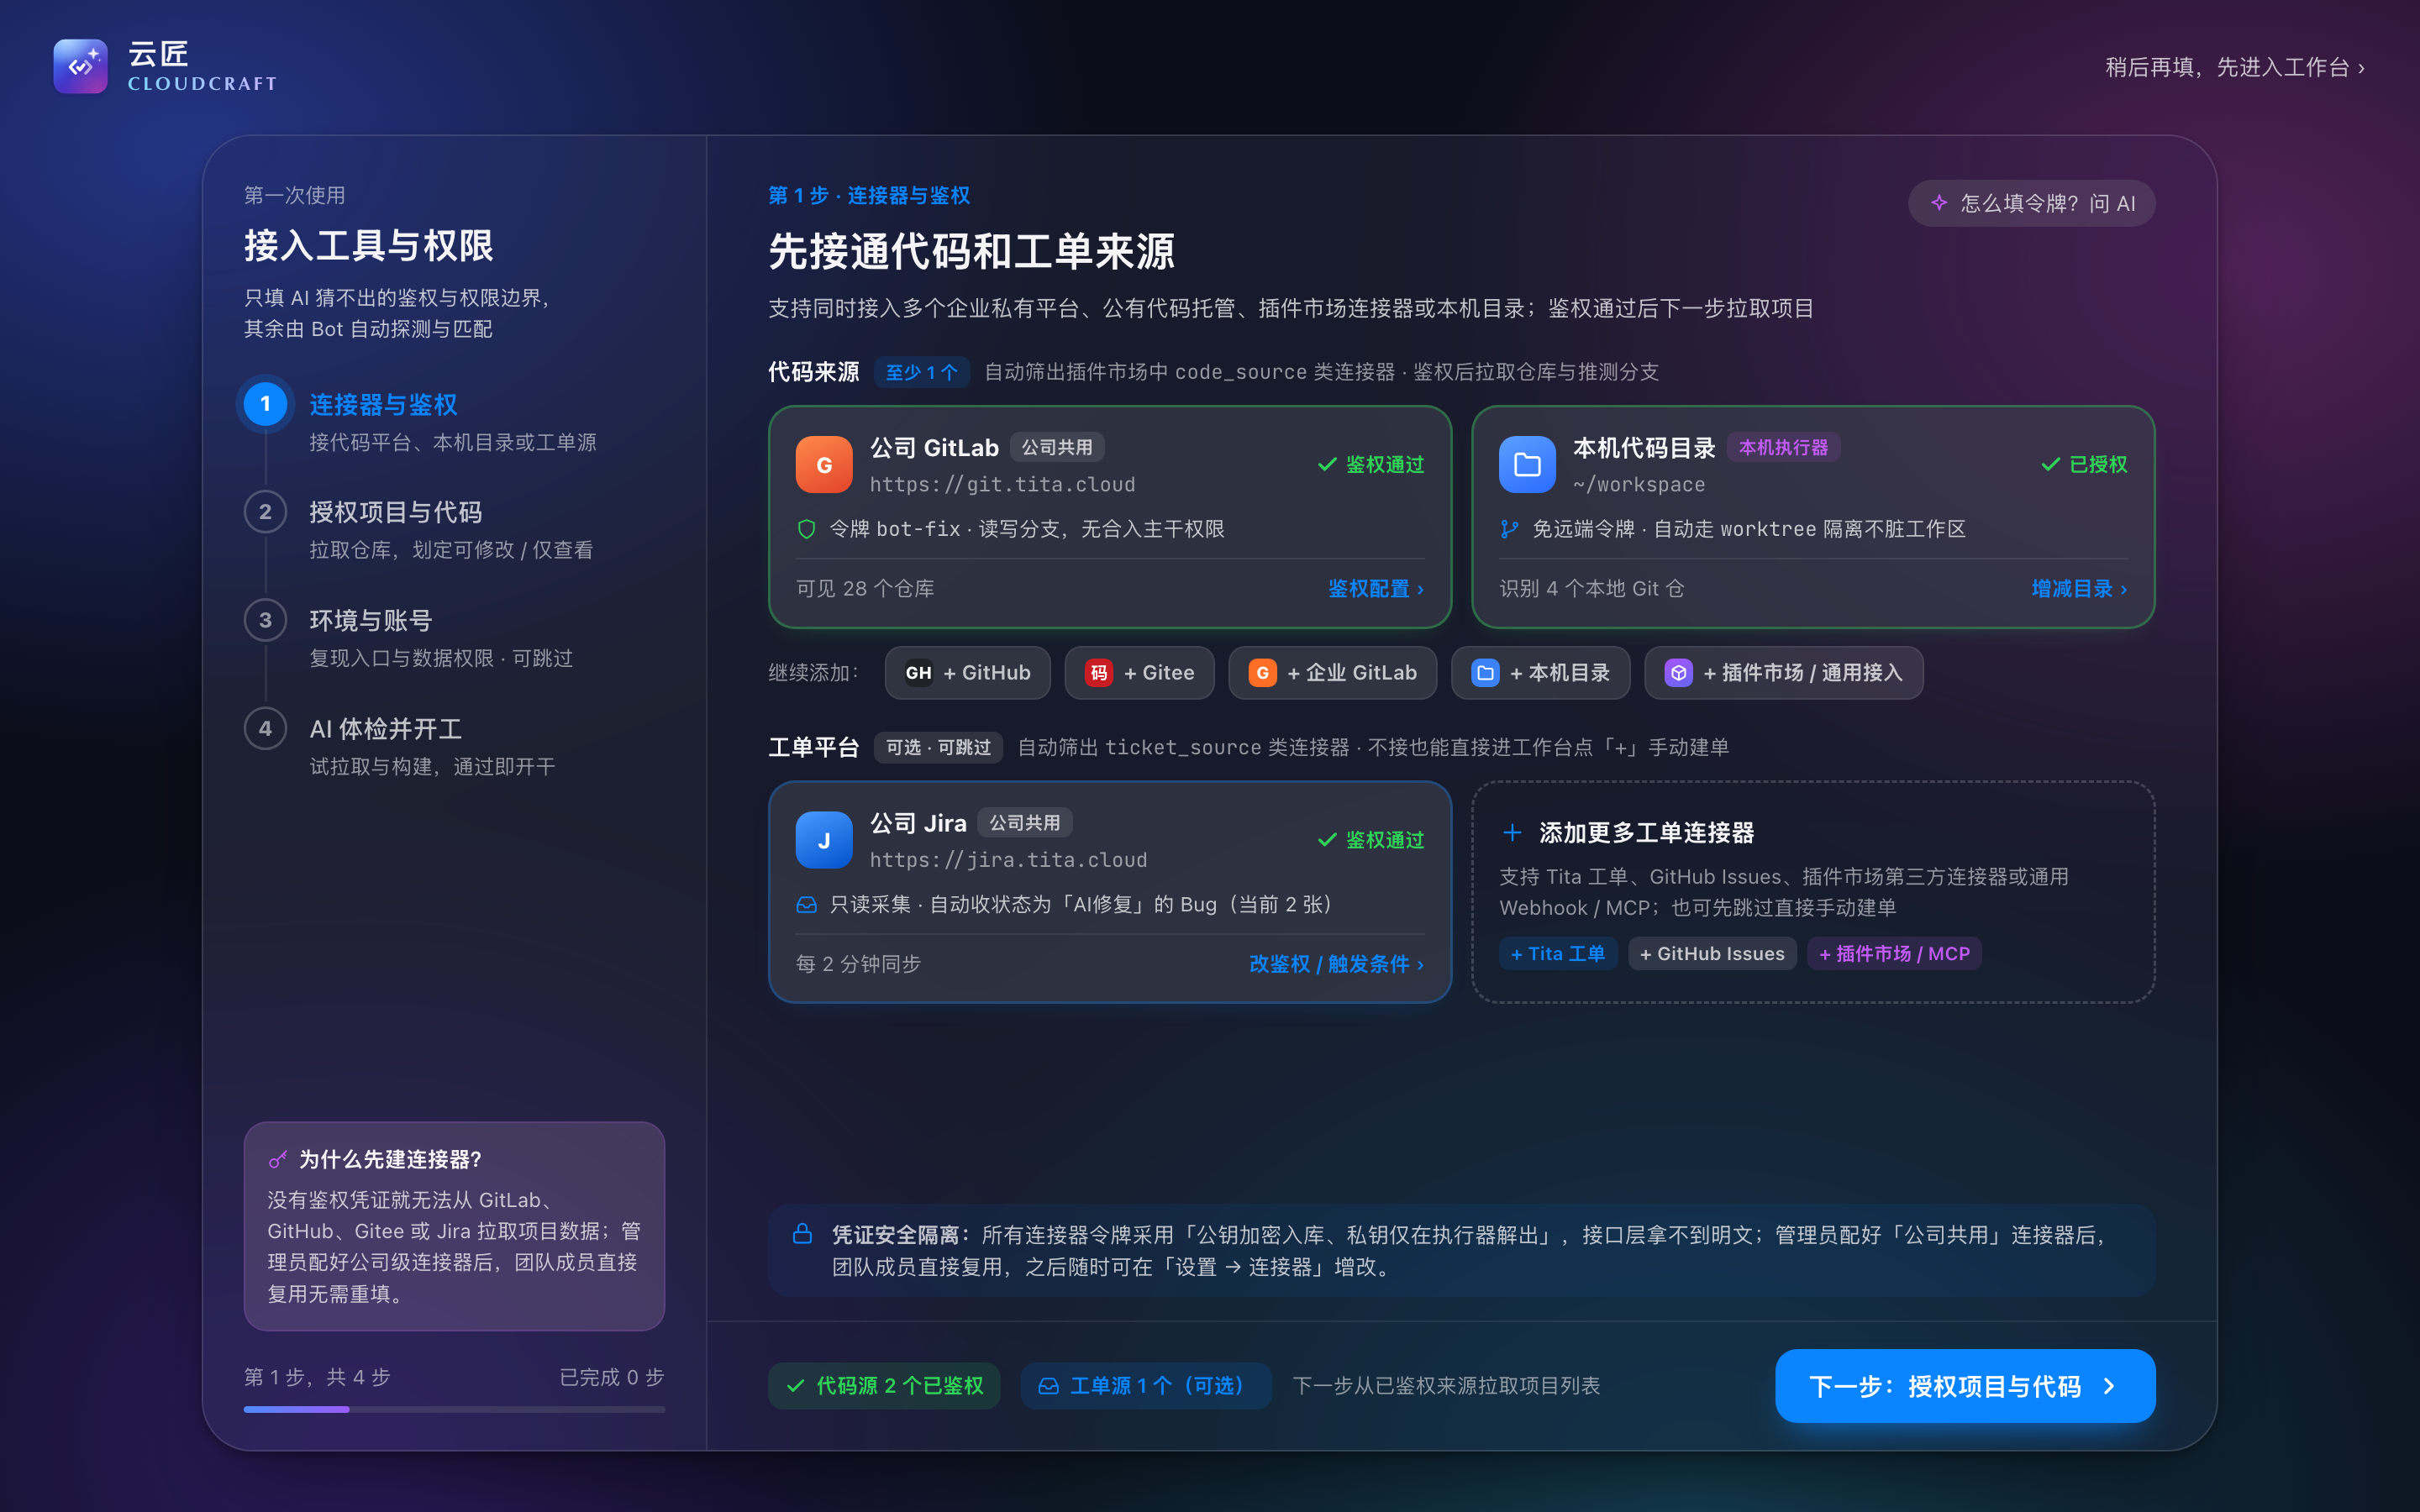 云匠
CLOUDCRAFT
稍后再填，先进入工作台 ›
第一次使用
接入工具与权限
只填 AI 猜不出的鉴权与权限边界，
其余由 Bot 自动探测与匹配
1
连接器与鉴权
接代码平台、本机目录或工单源
2
授权项目与代码
拉取仓库，划定可修改 / 仅查看
3
环境与账号
复现入口与数据权限 · 可跳过
4
AI 体检并开工
试拉取与构建，通过即开干
为什么先建连接器？
没有鉴权凭证就无法从 GitLab、
GitHub、Gitee 或 Jira 拉取项目数据；管
理员配好公司级连接器后，团队成员直接
复用无需重填。
第 1 步，共 4 步
已完成 0 步
第 1 步 · 连接器与鉴权
怎么填令牌？问 AI
先接通代码和工单来源
支持同时接入多个企业私有平台、公有代码托管、插件市场连接器或本机目录；鉴权通过后下一步拉取项目
代码来源 至少 1 个 自动筛出插件市场中 code_source 类连接器 · 鉴权后拉取仓库与推测分支
G
公司 GitLab 公司共用
https://git.tita.cloud
鉴权通过
令牌 bot-fix · 读写分支，无合入主干权限
可见 28 个仓库
鉴权配置 ›
本机代码目录 本机执行器
~/workspace
已授权
免远端令牌 · 自动走 worktree 隔离不脏工作区
识别 4 个本地 Git 仓
增减目录 ›
继续添加：
GH + GitHub
码 + Gitee
G + 企业 GitLab
+ 本机目录
+ 插件市场 / 通用接入
工单平台 可选 · 可跳过 自动筛出 ticket_source 类连接器 · 不接也能直接进工作台点「+」手动建单
J
公司 Jira 公司共用
https://jira.tita.cloud
鉴权通过
只读采集 · 自动收状态为「AI修复」的 Bug（当前 2 张）
每 2 分钟同步
改鉴权 / 触发条件 ›
添加更多工单连接器
支持 Tita 工单、GitHub Issues、插件市场第三方连接器或通用
Webhook / MCP；也可先跳过直接手动建单
+ Tita 工单
+ GitHub Issues
+ 插件市场 / MCP
凭证安全隔离：所有连接器令牌采用「公钥加密入库、私钥仅在执行器解出」，接口层拿不到明文；管理员配好「公司共用」连接器后，
团队成员直接复用，之后随时可在「设置 → 连接器」增改。
代码源 2 个已鉴权
工单源 1 个（可选）
下一步从已鉴权来源拉取项目列表
下一步：授权项目与代码